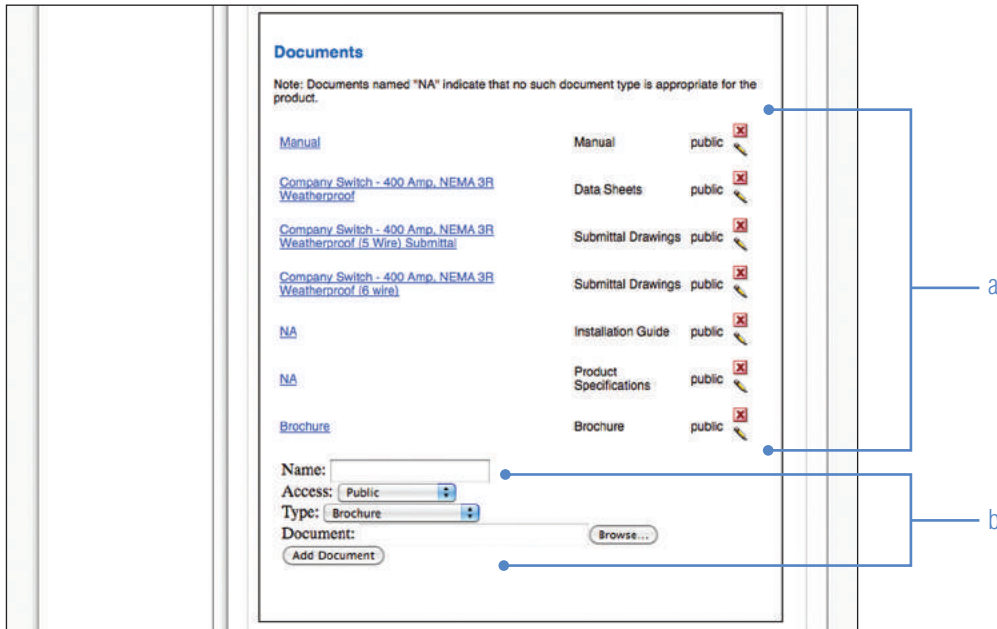 Documents
Note: Documents named "NA" indicate that no such document type is appropriate for the
product.
Manual Manual public
Company Switch - 400 Amp, NEMA 3R
Weatherproof Data Sheets public
Company Switch - 400 Amp, NEMA 3R
Weatherproof (5 Wire) Submittal Submittal Drawings public
Company Switch - 400 Amp, NEMA 3R
Weatherproof (6 wire) Submittal Drawings public
a
NA Installation Guide public
NA Product
Specifications public
Brochure Brochure public
Name:
Access: Public
Type: Brochure
b
Document: Browse...
Add Document